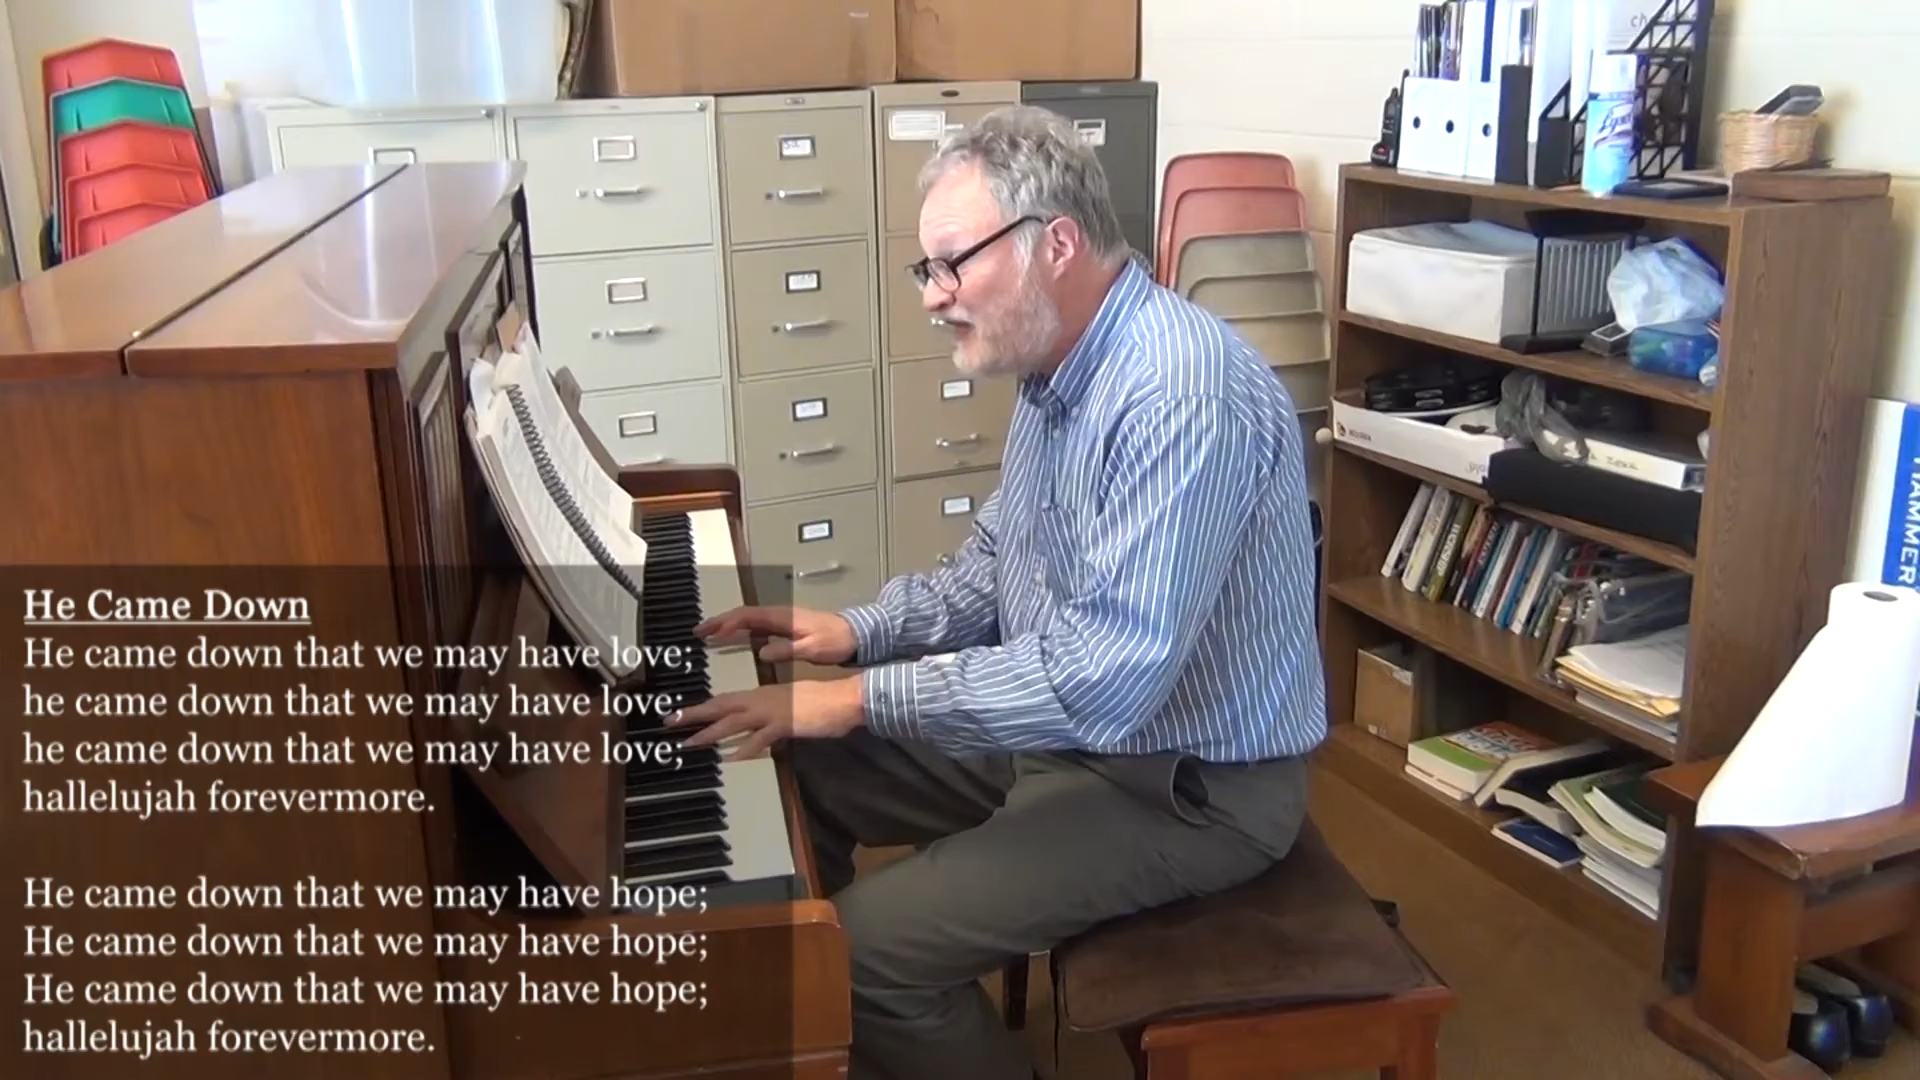 He Came Down
He came down that we may have love;
he came down that we may have love;
he came down that we may have love;
hallelujah forevermore.
He came down that we may have hope;
He came down that we may have hope;
He came down that we may have hope;
hallelujah forevermore.
Lysol
HAMMER